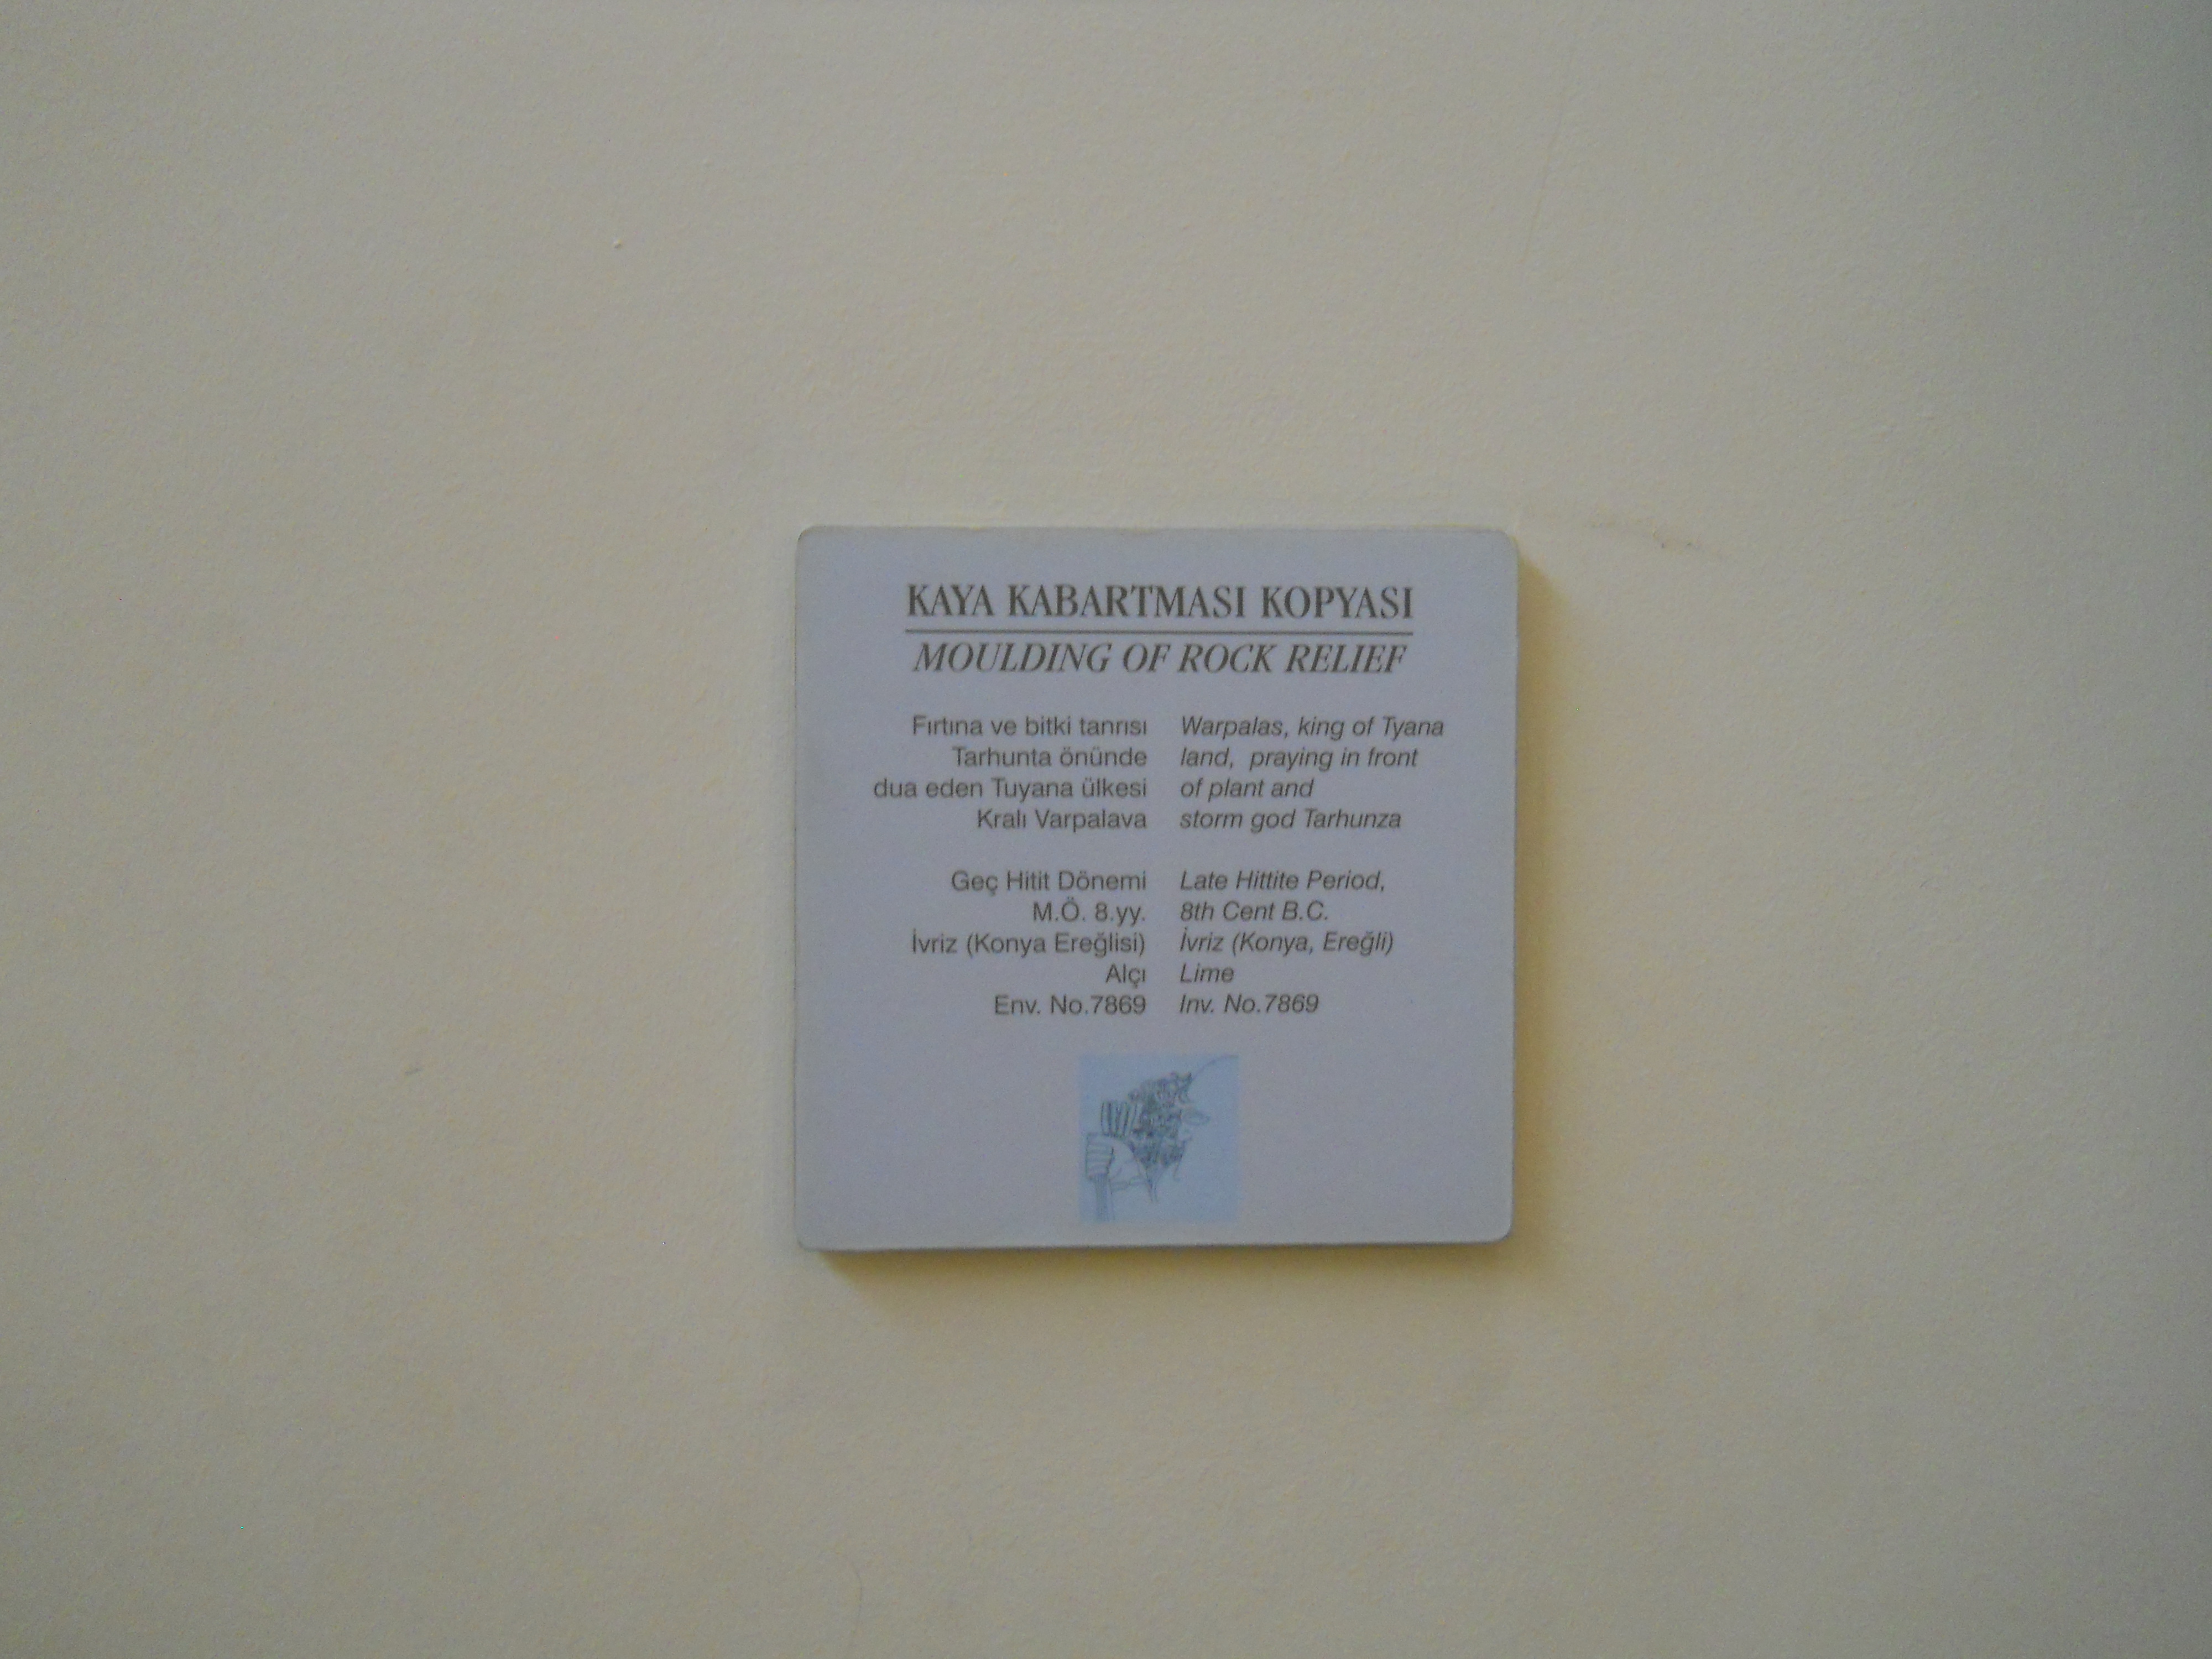 KAYA KABARTMASI KOPYASI
MOULDING OF ROCK RELIEF
Fırtına ve bitki tanrısı
Tarhunta önünde
dua eden Tuyana ülkesi
Kralı Varpalava
Geç Hitit Dönemi
M.Ö. 8.yy.
İvriz (Konya Ereğlisi)
Alçı
Env. No.7869
Warpalas, king of Tyana
land, praying in front
of plant and
storm god Tarhunza
Late Hittite Period,
8th Cent B.C.
İvriz (Konya, Ereğli)
Lime
Inv. No.7869